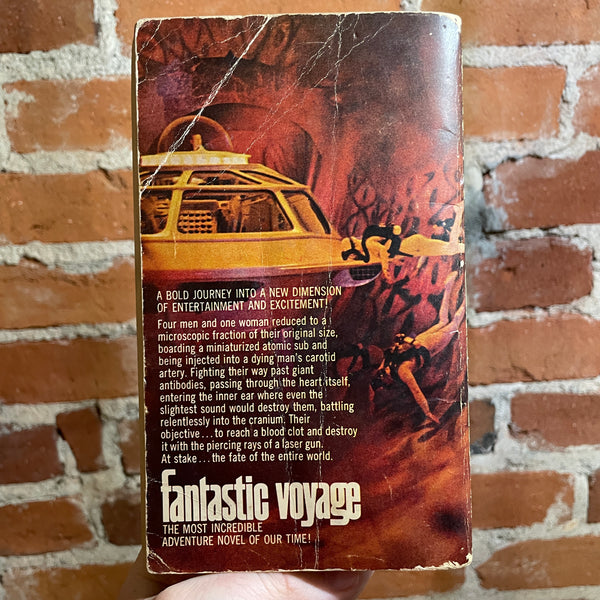 A BOLD JOURNEY INTO A NEW DIMENSION
OF ENTERTAINMENT AND EXCITEMENT!
Four men and one woman reduced to a
microscopic fraction of their original size,
boarding a miniaturized atomic sub and
being injected into a dying man's carotid
artery. Fighting their way past giant
antibodies, passing through the heart itself,
entering the inner ear where even the
slightest sound would destroy them, battling
relentlessly into the cranium. Their
objective...to reach a blood clot and destroy
it with the piercing rays of a laser gun.
At stake...the fate of the entire world.
fantastic voyage
THE MOST INCREDIBLE
ADVENTURE NOVEL OF OUR TIME!